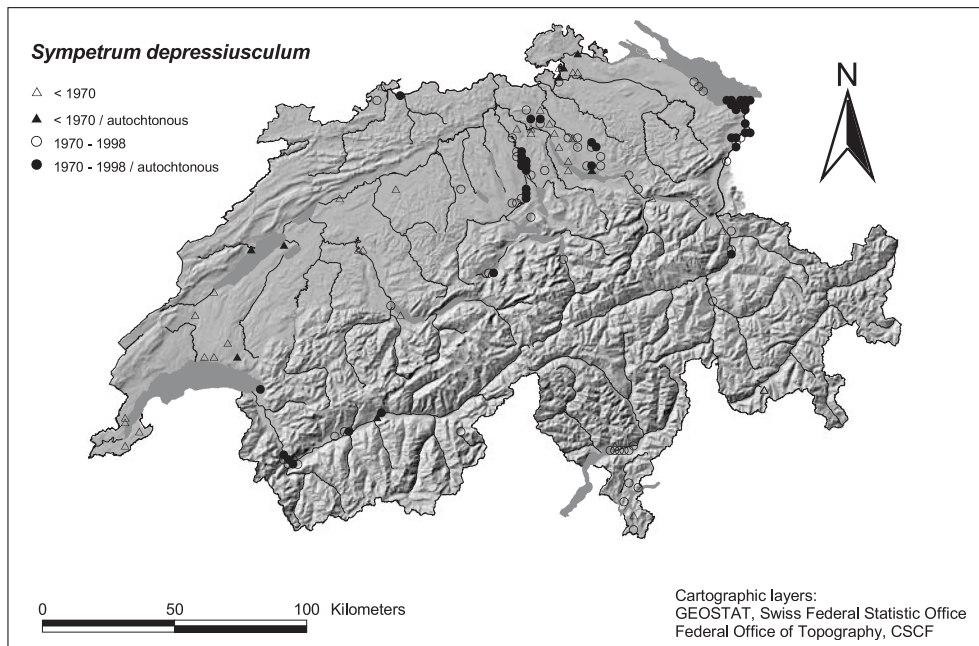 Sympetrum depressiusculum
< 1970
< 1970 / autochtonous
1970 - 1998
1970 - 1998 / autochtonous
N
0 50 100 Kilometers
Cartographic layers:
GEOSTAT, Swiss Federal Statistic Office
Federal Office of Topography, CSCF